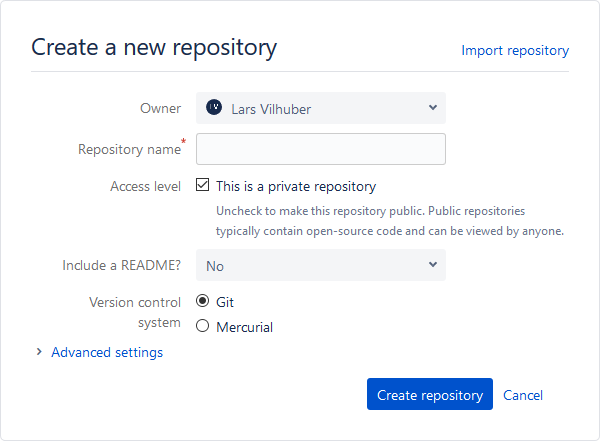 Create a new repository
Import repository
Owner
LV Lars Vilhuber
Repository name*
Access level
This is a private repository
Uncheck to make this repository public. Public repositories
typically contain open-source code and can be viewed by anyone.
Include a README?
No
Version control
system
Git
Mercurial
Advanced settings
Create repository
Cancel